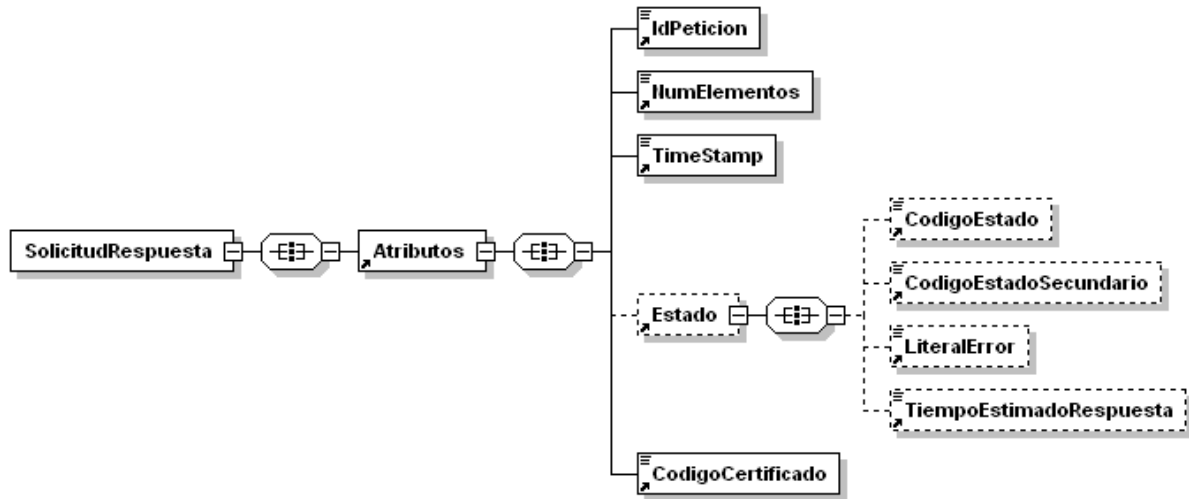 IdPeticion
NumElementos
TimeStamp
CodigoEstado
SolicitudRespuesta
Atributos
CodigoEstadoSecundario
Estado
LiteralError
TiempoEstimadoRespuesta
CodigoCertificado